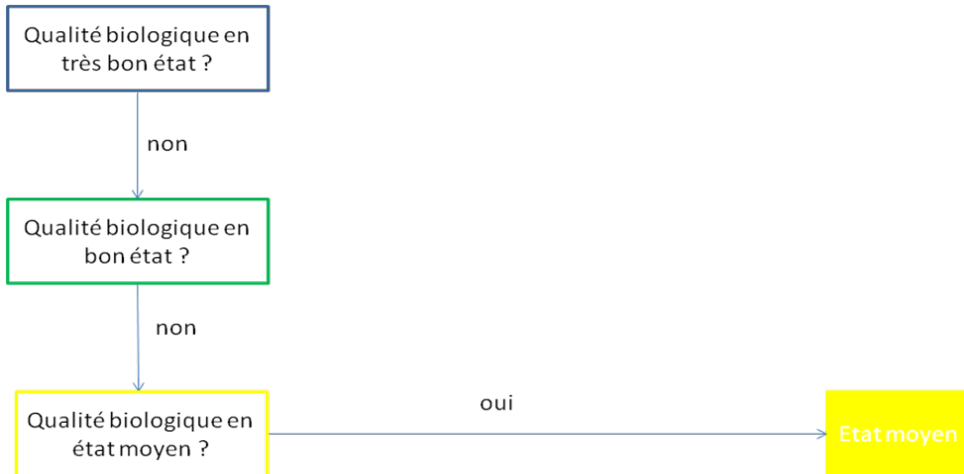 Qualité biologique en
très bon état ?
non
Qualité biologique en
bon état ?
non
Qualité biologique en
état moyen ?
oui
Etat moyen